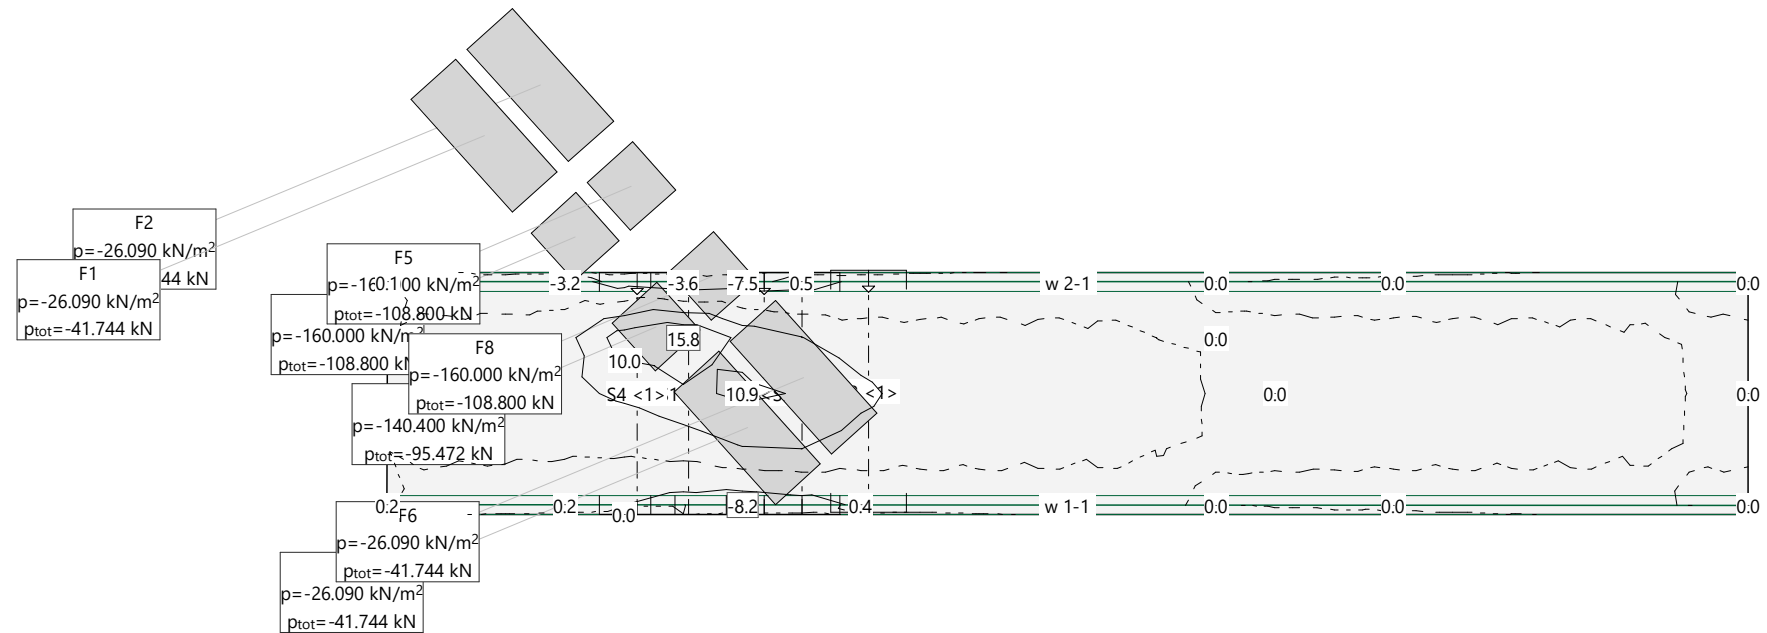 F2
p=-26.090 kN/m²
44 kN
F1
p=-26.090 kN/m²
ptot=-41.744 kN
F5
ptot=-108.800 kN
p=-160.000 kN/m²
ptot=-108.800 kN
F8
p=-160.000 kN/m²
ptot=-108.800 kN
p=-140.400 kN/m²
ptot=-95.472 kN
-3.2
-3.6
-7.5
0.5
w 2-1
0.0
0.0
0.0
15.8
0.0
10.0
S4 <1>
10.9
<1>
0.0
0.0
0.2
0.2
0.0
-8.2
0.4
w 1-1
0.0
0.0
0.0
F6
p=-26.090 kN/m²
ptot=-41.744 kN
p=-26.090 kN/m²
ptot=-41.744 kN